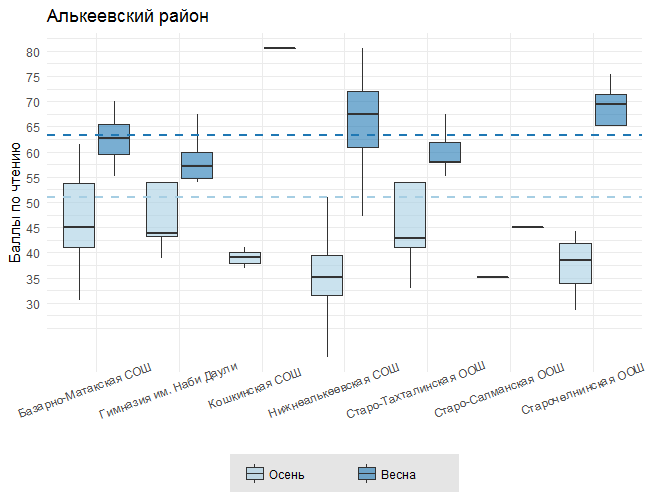 Алькеевский район
Баллы по чтению
80
75
70
65
60
55
50
45
40
35
30
Базарно-Матакская СОШ
Гимназия им. Наби Даули
Кошкинская СОШ
Нижнеалькеевская СОШ
Старо-Тахталинская ООШ
Старо-Салманская ООШ
Старочелнинская ООШ
Осень
Весна